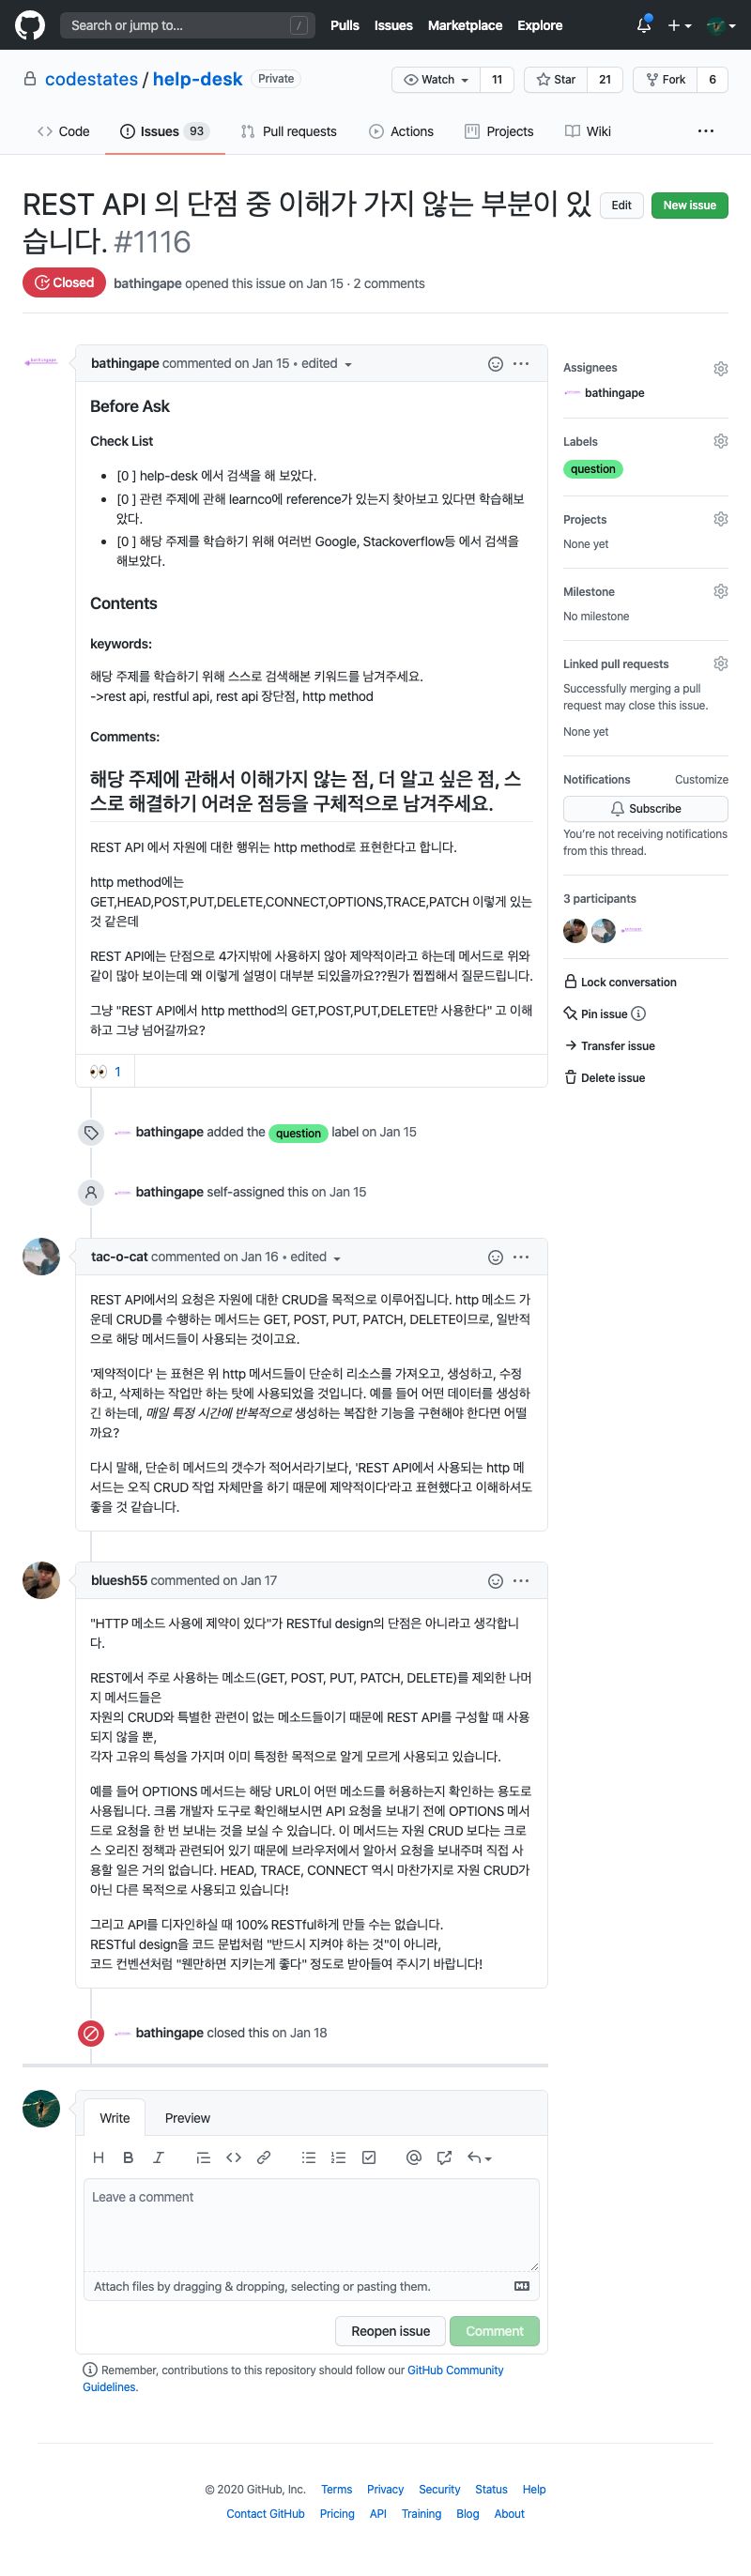 Search or jump to... /
Pulls Issues Marketplace Explore
codestates / help-desk Private
Watch 11 Star 21 Fork 6
Code Issues 93 Pull requests Actions Projects Wiki
REST API 의 단점 중 이해가 가지 않는 부분이 있
습니다. #1116
Edit New issue
Closed bathingape opened this issue on Jan 15 · 2 comments
bathingape commented on Jan 15 • edited
Before Ask
Check List
• [0 ] help-desk 에서 검색을 해 보았다.
• [0 ] 관련 주제에 관해 learnco에 reference가 있는지 찾아보고 있다면 학습해보
았다.
• [0 ] 해당 주제를 학습하기 위해 여러번 Google, Stackoverflow등 에서 검색을
해보았다.
Contents
keywords:
해당 주제를 학습하기 위해 스스로 검색해본 키워드를 남겨주세요.
->rest api, restful api, rest api 장단점, http method
Comments:
해당 주제에 관해서 이해가지 않는 점, 더 알고 싶은 점, 스
스로 해결하기 어려운 점등을 구체적으로 남겨주세요.
REST API 에서 자원에 대한 행위는 http method로 표현한다고 합니다.
http method에는
GET,HEAD,POST,PUT,DELETE,CONNECT,OPTIONS,TRACE,PATCH 이렇게 있는
것 같은데
REST API에는 단점으로 4가지밖에 사용하지 않아 제약적이라고 하는데 메서드로 위와
같이 많아 보이는데 왜 이렇게 설명이 대부분 되있을까요??뭔가 찝찝해서 질문드립니다.
그냥 "REST API에서 http metthod의 GET,POST,PUT,DELETE만 사용한다" 고 이해
하고 그냥 넘어갈까요?
👀 1
Assignees
bathingape
Labels
question
Projects
None yet
Milestone
No milestone
Linked pull requests
Successfully merging a pull
request may close this issue.
None yet
Notifications Customize
Subscribe
You're not receiving notifications
from this thread.
3 participants
Lock conversation
Pin issue
Transfer issue
Delete issue
bathingape added the question label on Jan 15
bathingape self-assigned this on Jan 15
tac-o-cat commented on Jan 16 • edited
REST API에서의 요청은 자원에 대한 CRUD을 목적으로 이루어집니다. http 메소드 가
운데 CRUD를 수행하는 메서드는 GET, POST, PUT, PATCH, DELETE이므로, 일반적
으로 해당 메서드들이 사용되는 것이고요.
'제약적이다' 는 표현은 위 http 메서드들이 단순히 리소스를 가져오고, 생성하고, 수정
하고, 삭제하는 작업만 하는 탓에 사용되었을 것입니다. 예를 들어 어떤 데이터를 생성하
긴 하는데, 매일 특정 시간에 반복적으로 생성하는 복잡한 기능을 구현해야 한다면 어떨
까요?
다시 말해, 단순히 메서드의 갯수가 적어서라기보다, 'REST API에서 사용되는 http 메
서드는 오직 CRUD 작업 자체만을 하기 때문에 제약적이다'라고 표현했다고 이해하셔도
좋을 것 같습니다.
bluesh55 commented on Jan 17
"HTTP 메소드 사용에 제약이 있다"가 RESTful design의 단점은 아니라고 생각합니
다.
REST에서 주로 사용하는 메소드(GET, POST, PUT, PATCH, DELETE)를 제외한 나머
지 메서드들은
자원의 CRUD와 특별한 관련이 없는 메소드들이기 때문에 REST API를 구성할 때 사용
되지 않을 뿐,
각자 고유의 특성을 가지며 이미 특정한 목적으로 알게 모르게 사용되고 있습니다.
예를 들어 OPTIONS 메서드는 해당 URL이 어떤 메소드를 허용하는지 확인하는 용도로
사용됩니다. 크롬 개발자 도구로 확인해보시면 API 요청을 보내기 전에 OPTIONS 메서
드로 요청을 한 번 보내는 것을 보실 수 있습니다. 이 메서드는 자원 CRUD 보다는 크로
스 오리진 정책과 관련되어 있기 때문에 브라우저에서 알아서 요청을 보내주며 직접 사
용할 일은 거의 없습니다. HEAD, TRACE, CONNECT 역시 마찬가지로 자원 CRUD가
아닌 다른 목적으로 사용되고 있습니다!
그리고 API를 디자인하실 때 100% RESTful하게 만들 수는 없습니다.
RESTful design을 코드 문법처럼 "반드시 지켜야 하는 것"이 아니라,
코드 컨벤션처럼 "웬만하면 지키는게 좋다" 정도로 받아들여 주시기 바랍니다!
bathingape closed this on Jan 18
Write Preview
Leave a comment
Attach files by dragging & dropping, selecting or pasting them.
Reopen issue Comment
Remember, contributions to this repository should follow our GitHub Community
Guidelines.
© 2020 GitHub, Inc. Terms Privacy Security Status Help
Contact GitHub Pricing API Training Blog About